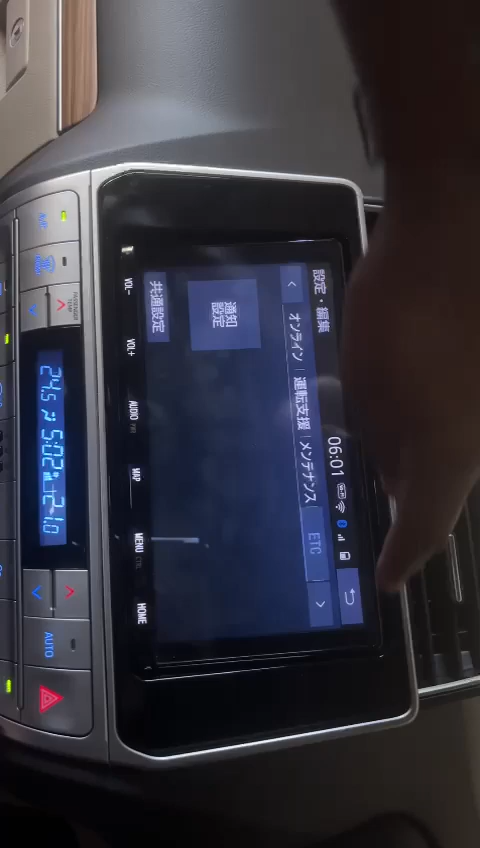 設定・編集
06:01
オンライン 運転支援 メンテナンス ETC
通知
設定
共通設定
VOL−
VOL+
AUDIO
MAP
MENU
HOME
PASSENGER
TEMP
24.5
5:02
21.0
AUTO